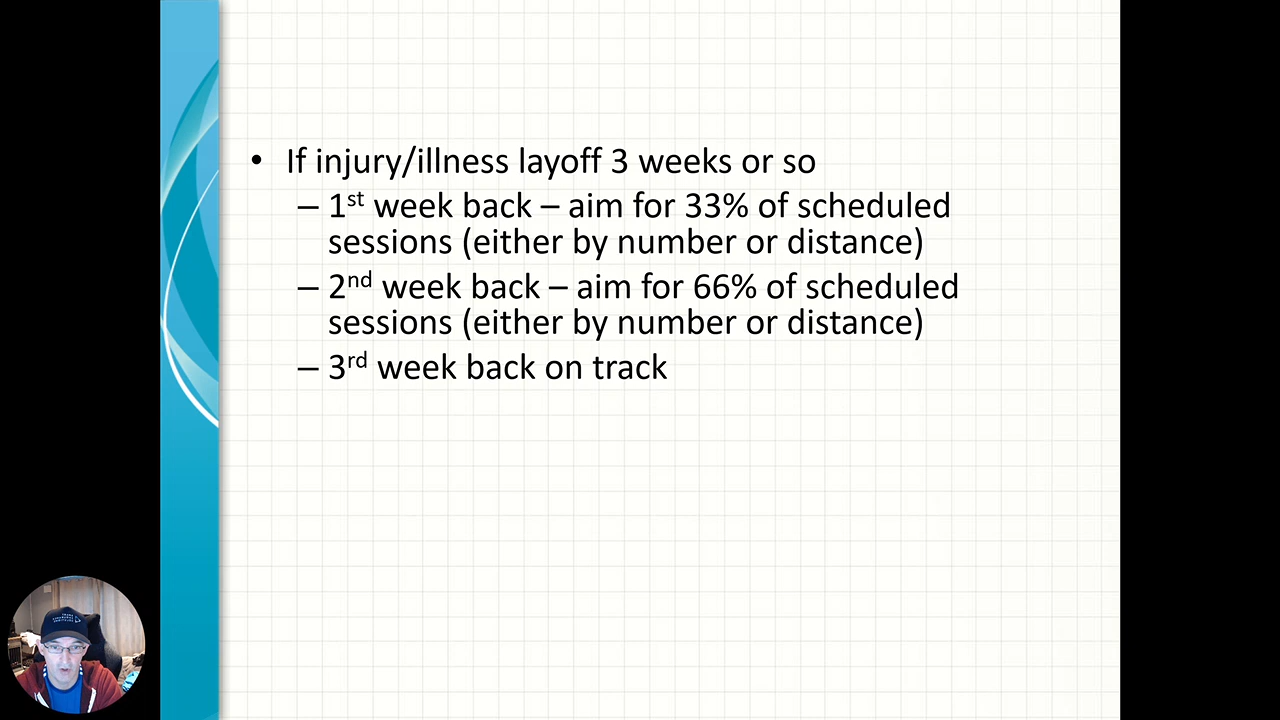 • If injury/illness layoff 3 weeks or so
– 1st week back – aim for 33% of scheduled
sessions (either by number or distance)
– 2nd week back – aim for 66% of scheduled
sessions (either by number or distance)
– 3rd week back on track